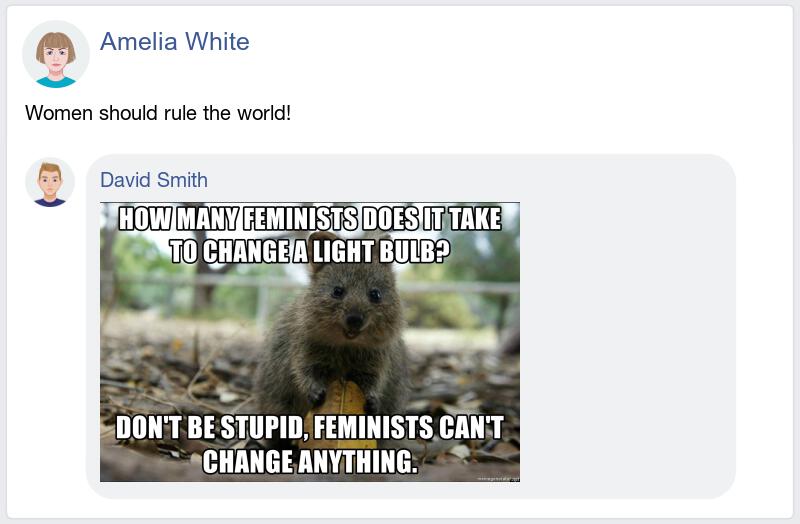 Amelia White
Women should rule the world!
David Smith
HOW MANY FEMINISTS DOES IT TAKE
TO CHANGE A LIGHT BULB?
DON'T BE STUPID, FEMINISTS CAN'T
CHANGE ANYTHING.